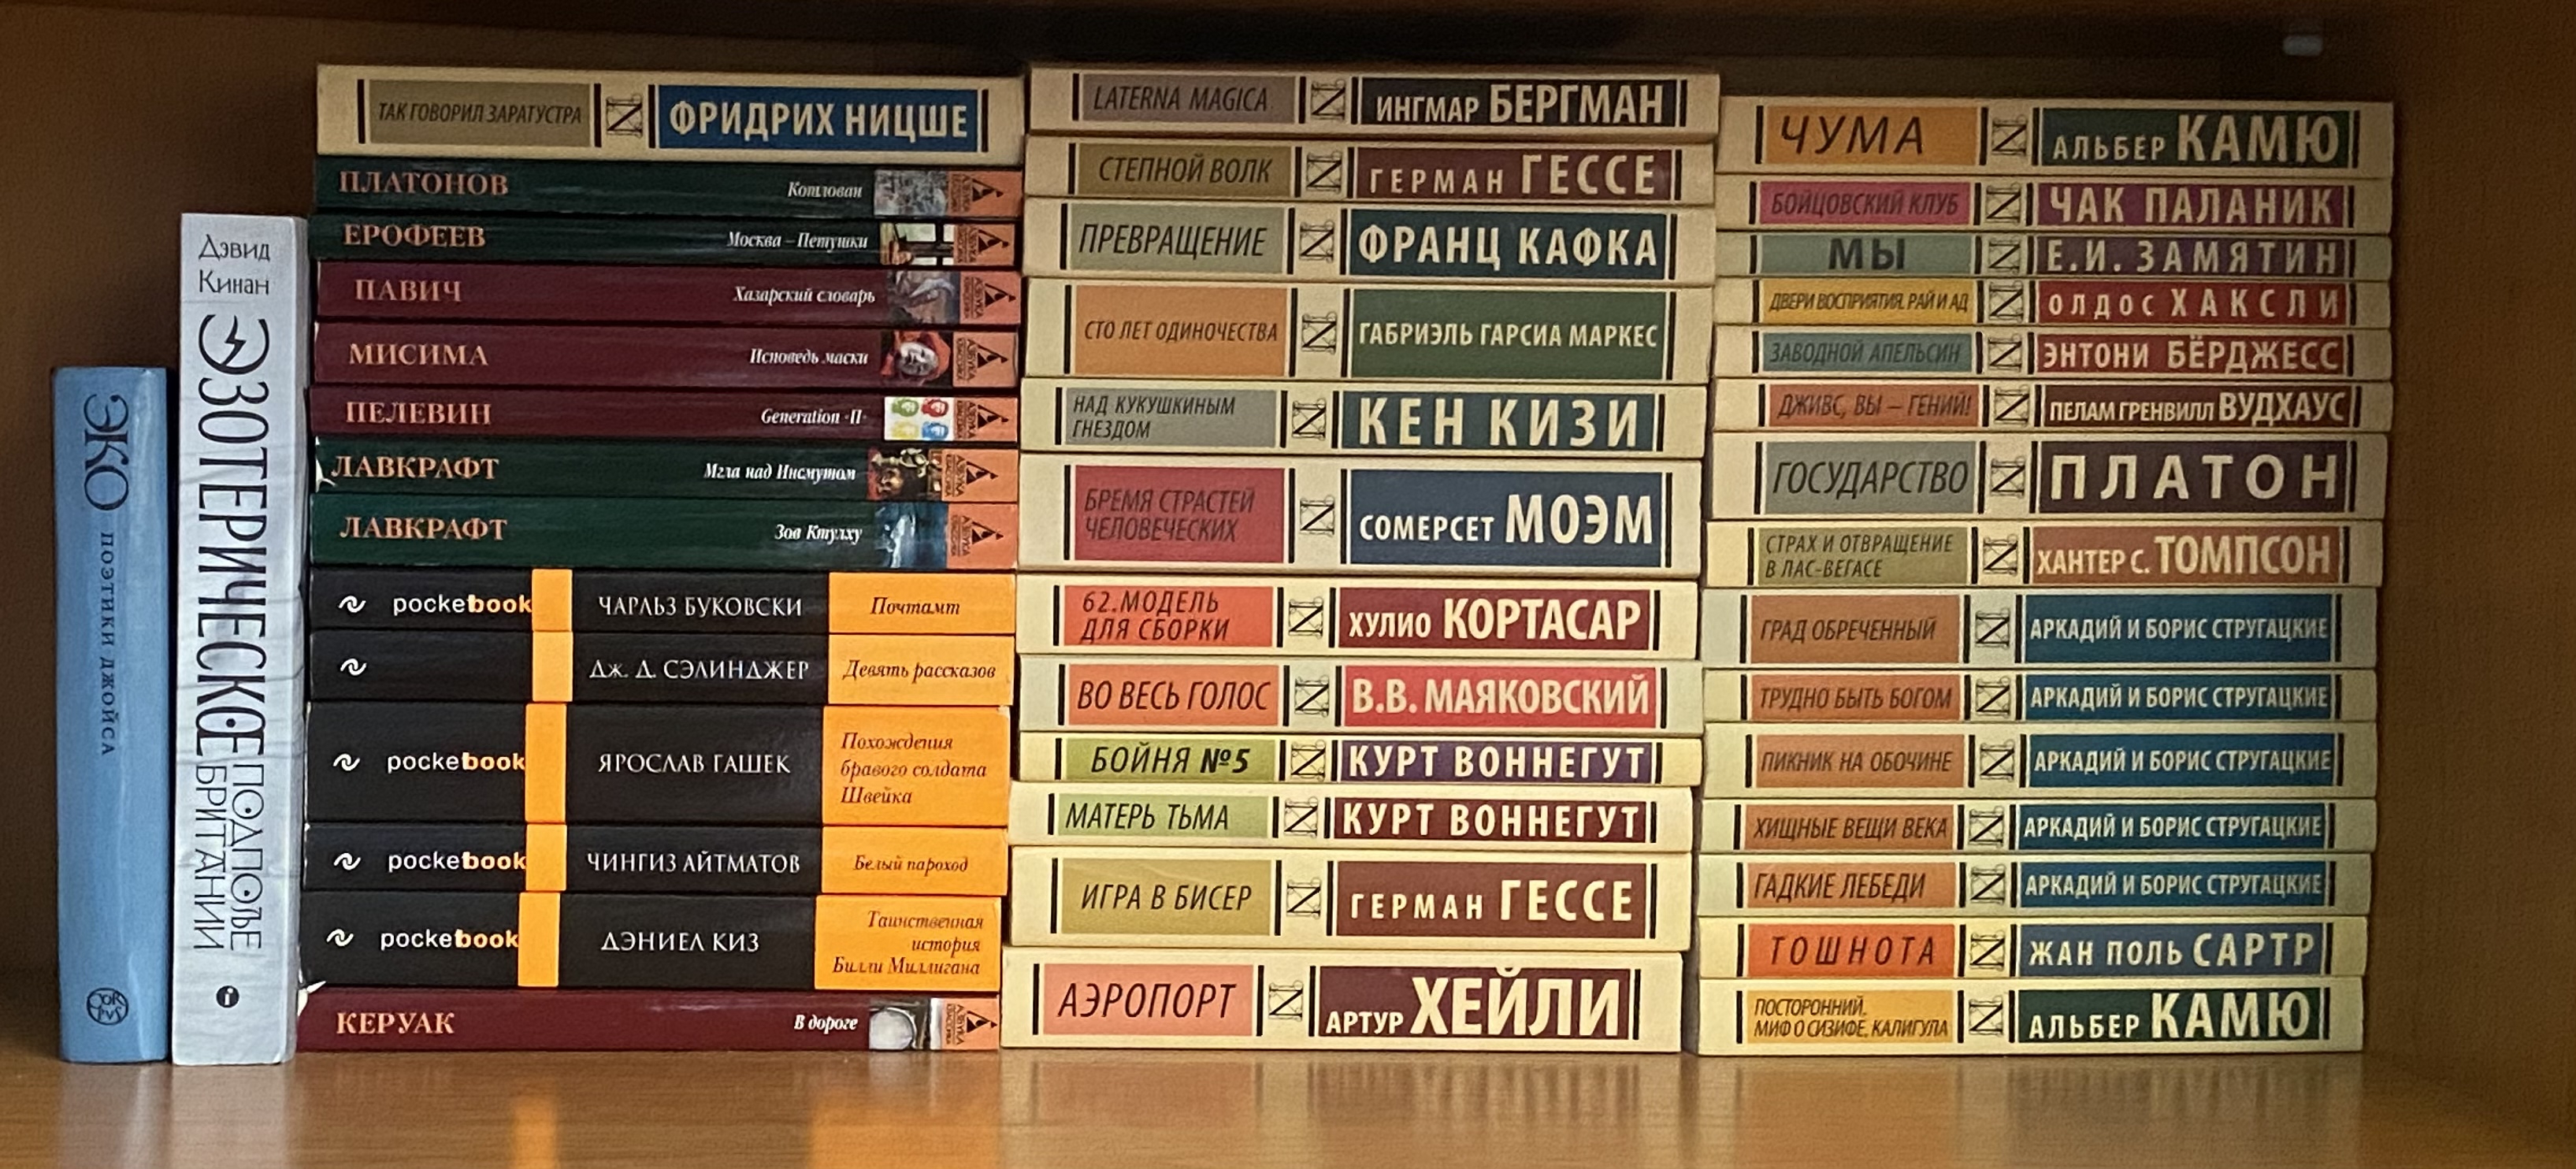 ЭКО ПОЭТИКИ ДЖОЙСА
Дэвид
Кинан
ЭЗОТЕРИЧЕСКОЕ
ПОДПОЛЬЕ
БРИТАНИИ
ТАК ГОВОРИЛ ЗАРАТУСТРА ФРИДРИХ НИЦШЕ
ПЛАТОНОВ Котлован
ЕРОФЕЕВ Москва – Петушки
ПАВИЧ Хазарский словарь
МИСИМА Исповедь маски
ПЕЛЕВИН Generation «П»
ЛАВКРАФТ Мгла над Инсмутом
ЛАВКРАФТ Зов Ктулху
pocketbook ЧАРЛЬЗ БУКОВСКИ Почтамт
Дж. Д. СЭЛИНДЖЕР Девять рассказов
pocketbook ЯРОСЛАВ ГАШЕК Похождения
бравого солдата
Швейка
pocketbook ЧИНГИЗ АЙТМАТОВ Белый пароход
pocketbook ДЭНИЕЛ КИЗ Таинственная
история
Билли Миллигана
КЕРУАК В дороге
LATERNA MAGICA ИНГМАР БЕРГМАН
СТЕПНОЙ ВОЛК ГЕРМАН ГЕССЕ
ПРЕВРАЩЕНИЕ ФРАНЦ КАФКА
СТО ЛЕТ ОДИНОЧЕСТВА ГАБРИЭЛЬ ГАРСИА МАРКЕС
НАД КУКУШКИНЫМ
ГНЕЗДОМ КЕН КИЗИ
БРЕМЯ СТРАСТЕЙ
ЧЕЛОВЕЧЕСКИХ СОМЕРСЕТ МОЭМ
62. МОДЕЛЬ
ДЛЯ СБОРКИ ХУЛИО КОРТАСАР
ВО ВЕСЬ ГОЛОС В.В. МАЯКОВСКИЙ
БОЙНЯ №5 КУРТ ВОННЕГУТ
МАТЕРЬ ТЬМА КУРТ ВОННЕГУТ
ИГРА В БИСЕР ГЕРМАН ГЕССЕ
АЭРОПОРТ АРТУР ХЕЙЛИ
ЧУМА АЛЬБЕР КАМЮ
БОЙЦОВСКИЙ КЛУБ ЧАК ПАЛАНИК
МЫ Е.И. ЗАМЯТИН
ДВЕРИ ВОСПРИЯТИЯ. РАЙ И АД ОЛДОС ХАКСЛИ
ЗАВОДНОЙ АПЕЛЬСИН ЭНТОНИ БЁРДЖЕСС
ДЖИВС, ВЫ – ГЕНИЙ! ПЕЛАМ ГРЕНВИЛЛ ВУДХАУС
ГОСУДАРСТВО ПЛАТОН
СТРАХ И ОТВРАЩЕНИЕ
В ЛАС-ВЕГАСЕ ХАНТЕР С. ТОМПСОН
ГРАД ОБРЕЧЕННЫЙ АРКАДИЙ И БОРИС СТРУГАЦКИЕ
ТРУДНО БЫТЬ БОГОМ АРКАДИЙ И БОРИС СТРУГАЦКИЕ
ПИКНИК НА ОБОЧИНЕ АРКАДИЙ И БОРИС СТРУГАЦКИЕ
ХИЩНЫЕ ВЕЩИ ВЕКА АРКАДИЙ И БОРИС СТРУГАЦКИЕ
ГАДКИЕ ЛЕБЕДИ АРКАДИЙ И БОРИС СТРУГАЦКИЕ
ТОШНОТА ЖАН ПОЛЬ САРТР
ПОСТОРОННИЙ.
МИФ О СИЗИФЕ. КАЛИГУЛА АЛЬБЕР КАМЮ